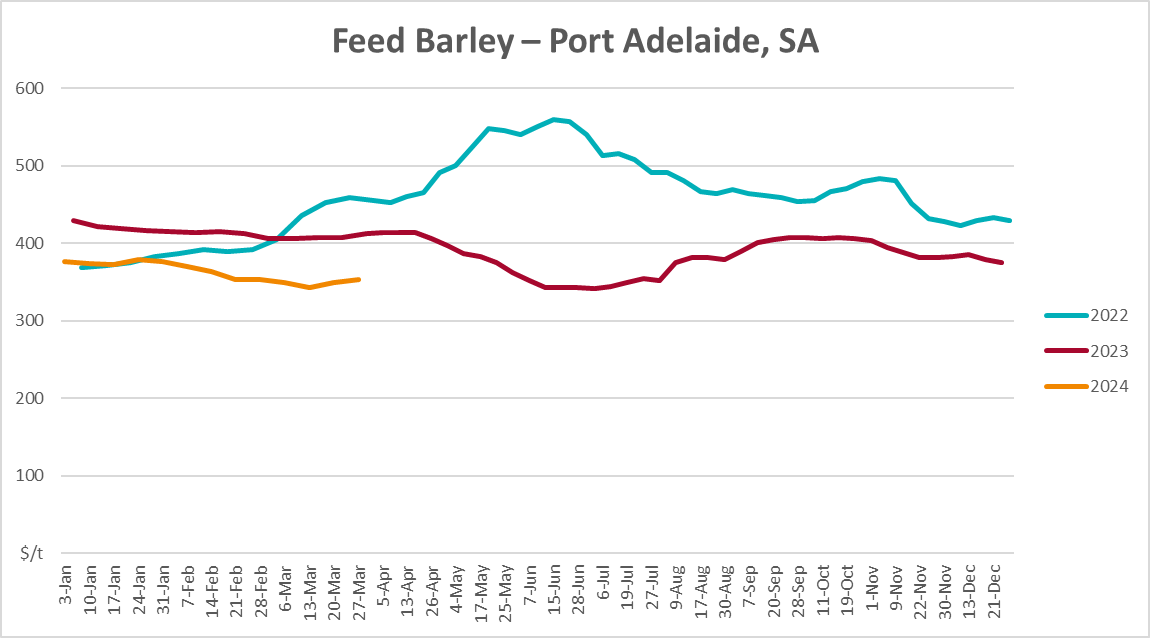 Feed Barley – Port Adelaide, SA
600
500
400
300
200
100
$/t
3-Jan
10-Jan
17-Jan
24-Jan
31-Jan
7-Feb
14-Feb
21-Feb
28-Feb
6-Mar
13-Mar
20-Mar
27-Mar
5-Apr
13-Apr
26-Apr
4-May
17-May
25-May
7-Jun
15-Jun
28-Jun
6-Jul
19-Jul
27-Jul
9-Aug
17-Aug
30-Aug
7-Sep
20-Sep
28-Sep
11-Oct
19-Oct
1-Nov
9-Nov
22-Nov
30-Nov
13-Dec
21-Dec
2022
2023
2024